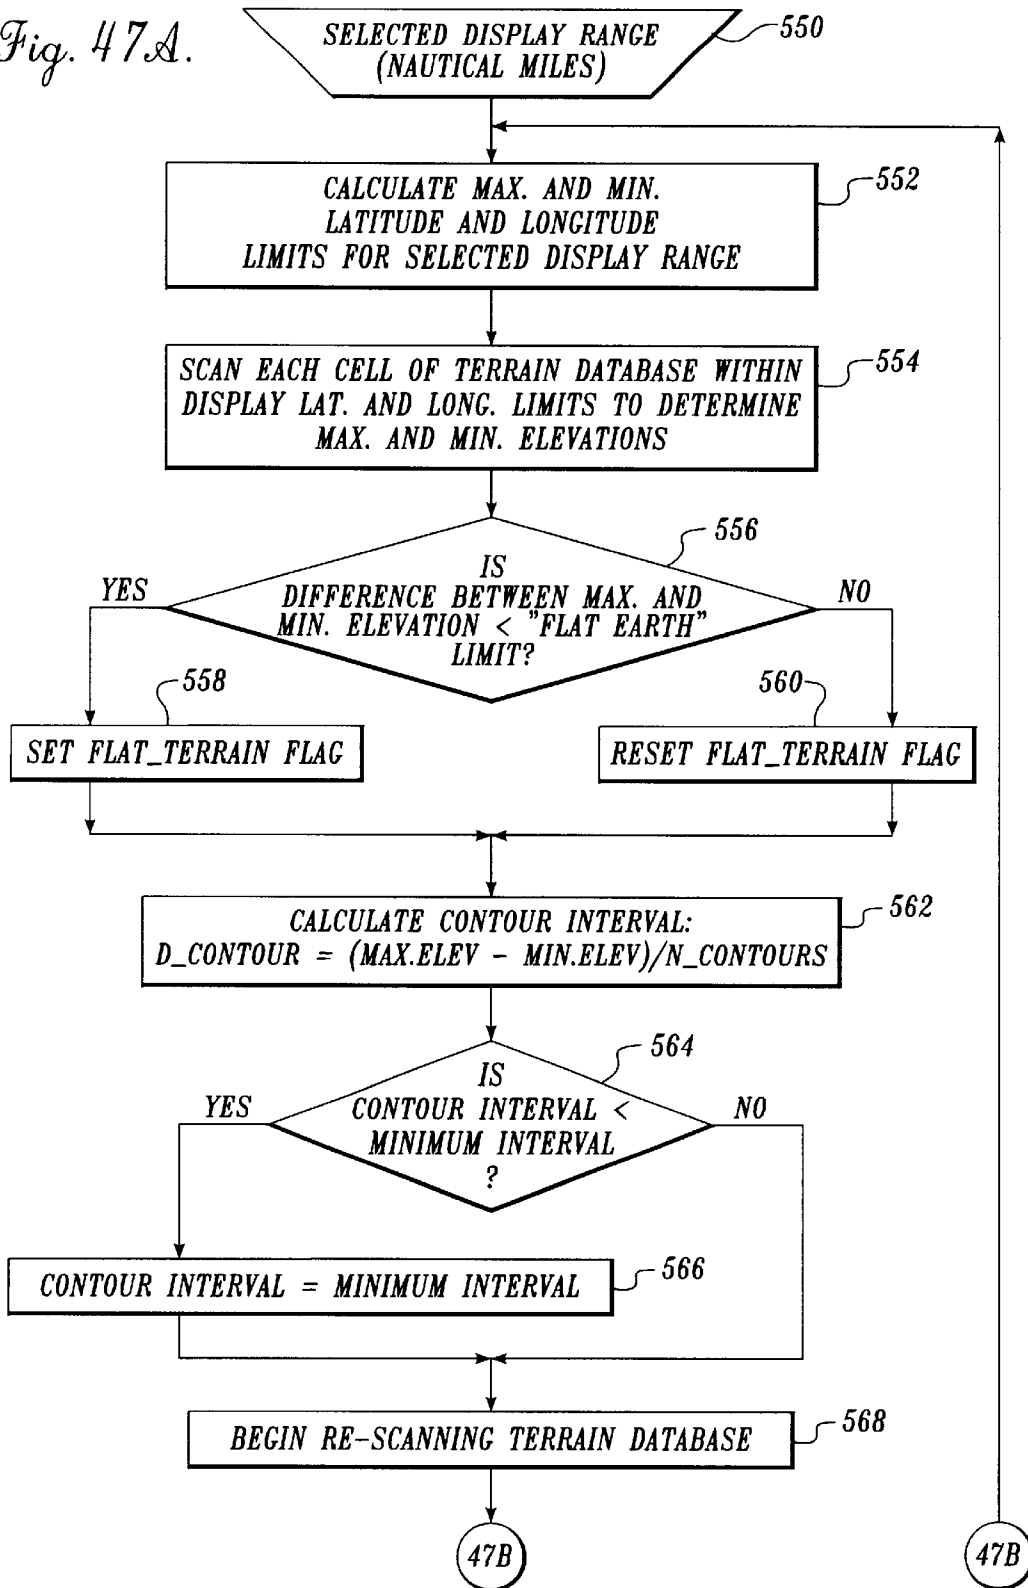 Fig. 47A.
SELECTED DISPLAY RANGE
(NAUTICAL MILES)
550
CALCULATE MAX. AND MIN.
LATITUDE AND LONGITUDE
LIMITS FOR SELECTED DISPLAY RANGE
552
SCAN EACH CELL OF TERRAIN DATABASE WITHIN
DISPLAY LAT. AND LONG. LIMITS TO DETERMINE
MAX. AND MIN. ELEVATIONS
554
556
IS
DIFFERENCE BETWEEN MAX. AND
MIN. ELEVATION < "FLAT EARTH"
LIMIT?
YES
NO
558
560
SET FLAT_TERRAIN FLAG
RESET FLAT_TERRAIN FLAG
CALCULATE CONTOUR INTERVAL:
D_CONTOUR = (MAX.ELEV - MIN.ELEV)/N_CONTOURS
562
564
IS
CONTOUR INTERVAL <
MINIMUM INTERVAL
?
YES
NO
CONTOUR INTERVAL = MINIMUM INTERVAL
566
BEGIN RE-SCANNING TERRAIN DATABASE
568
47B
47B